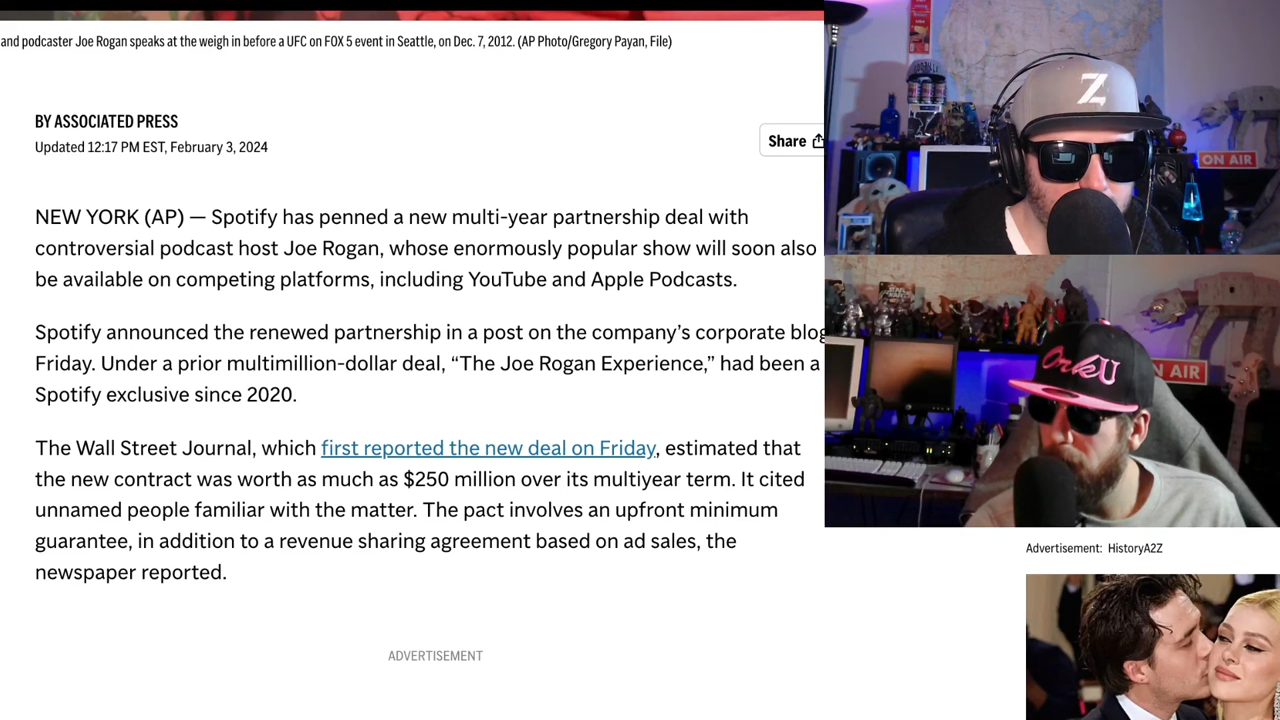 and podcaster Joe Rogan speaks at the weigh in before a UFC on FOX 5 event in Seattle, on Dec. 7, 2012. (AP Photo/Gregory Payan, File)
BY ASSOCIATED PRESS
Updated 12:17 PM EST, February 3, 2024
Share
NEW YORK (AP) — Spotify has penned a new multi-year partnership deal with
controversial podcast host Joe Rogan, whose enormously popular show will soon also
be available on competing platforms, including YouTube and Apple Podcasts.
Spotify announced the renewed partnership in a post on the company’s corporate blog
Friday. Under a prior multimillion-dollar deal, “The Joe Rogan Experience,” had been a
Spotify exclusive since 2020.
The Wall Street Journal, which first reported the new deal on Friday, estimated that
the new contract was worth as much as $250 million over its multiyear term. It cited
unnamed people familiar with the matter. The pact involves an upfront minimum
guarantee, in addition to a revenue sharing agreement based on ad sales, the
newspaper reported.
ADVERTISEMENT
Z
ON AIR
OrkU
N AIR
Advertisement: HistoryA2Z